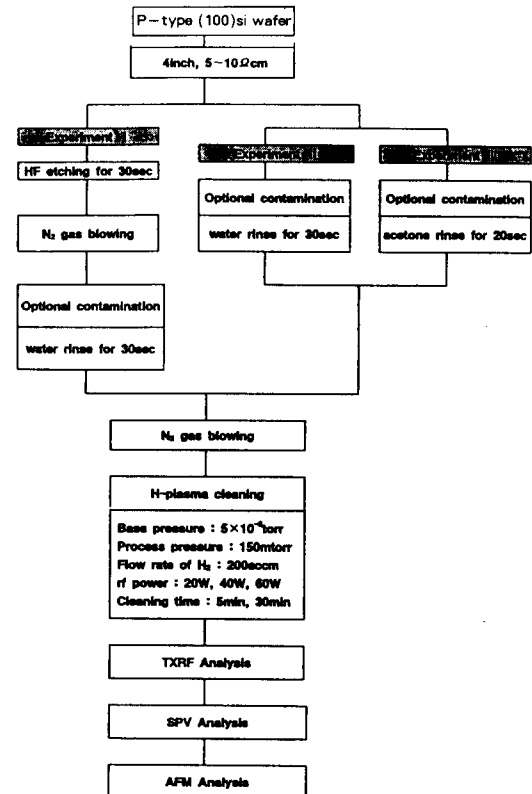 P-type (100)si wafer
4inch, 5~10Ωcm
Experiment
HF etching for 30sec
N₂ gas blowing
Optional contamination
water rinse for 30sec
Experiment
Optional contamination
water rinse for 30sec
Experiment
Optional contamination
acetone rinse for 20sec
N₂ gas blowing
H-plasma cleaning
Base pressure : 5×10⁻⁴torr
Process pressure : 150mtorr
Flow rate of H₂ : 200sccm
rf power : 20W, 40W, 60W
Cleaning time : 5min, 30min
TXRF Analysis
SPV Analysis
AFM Analysis